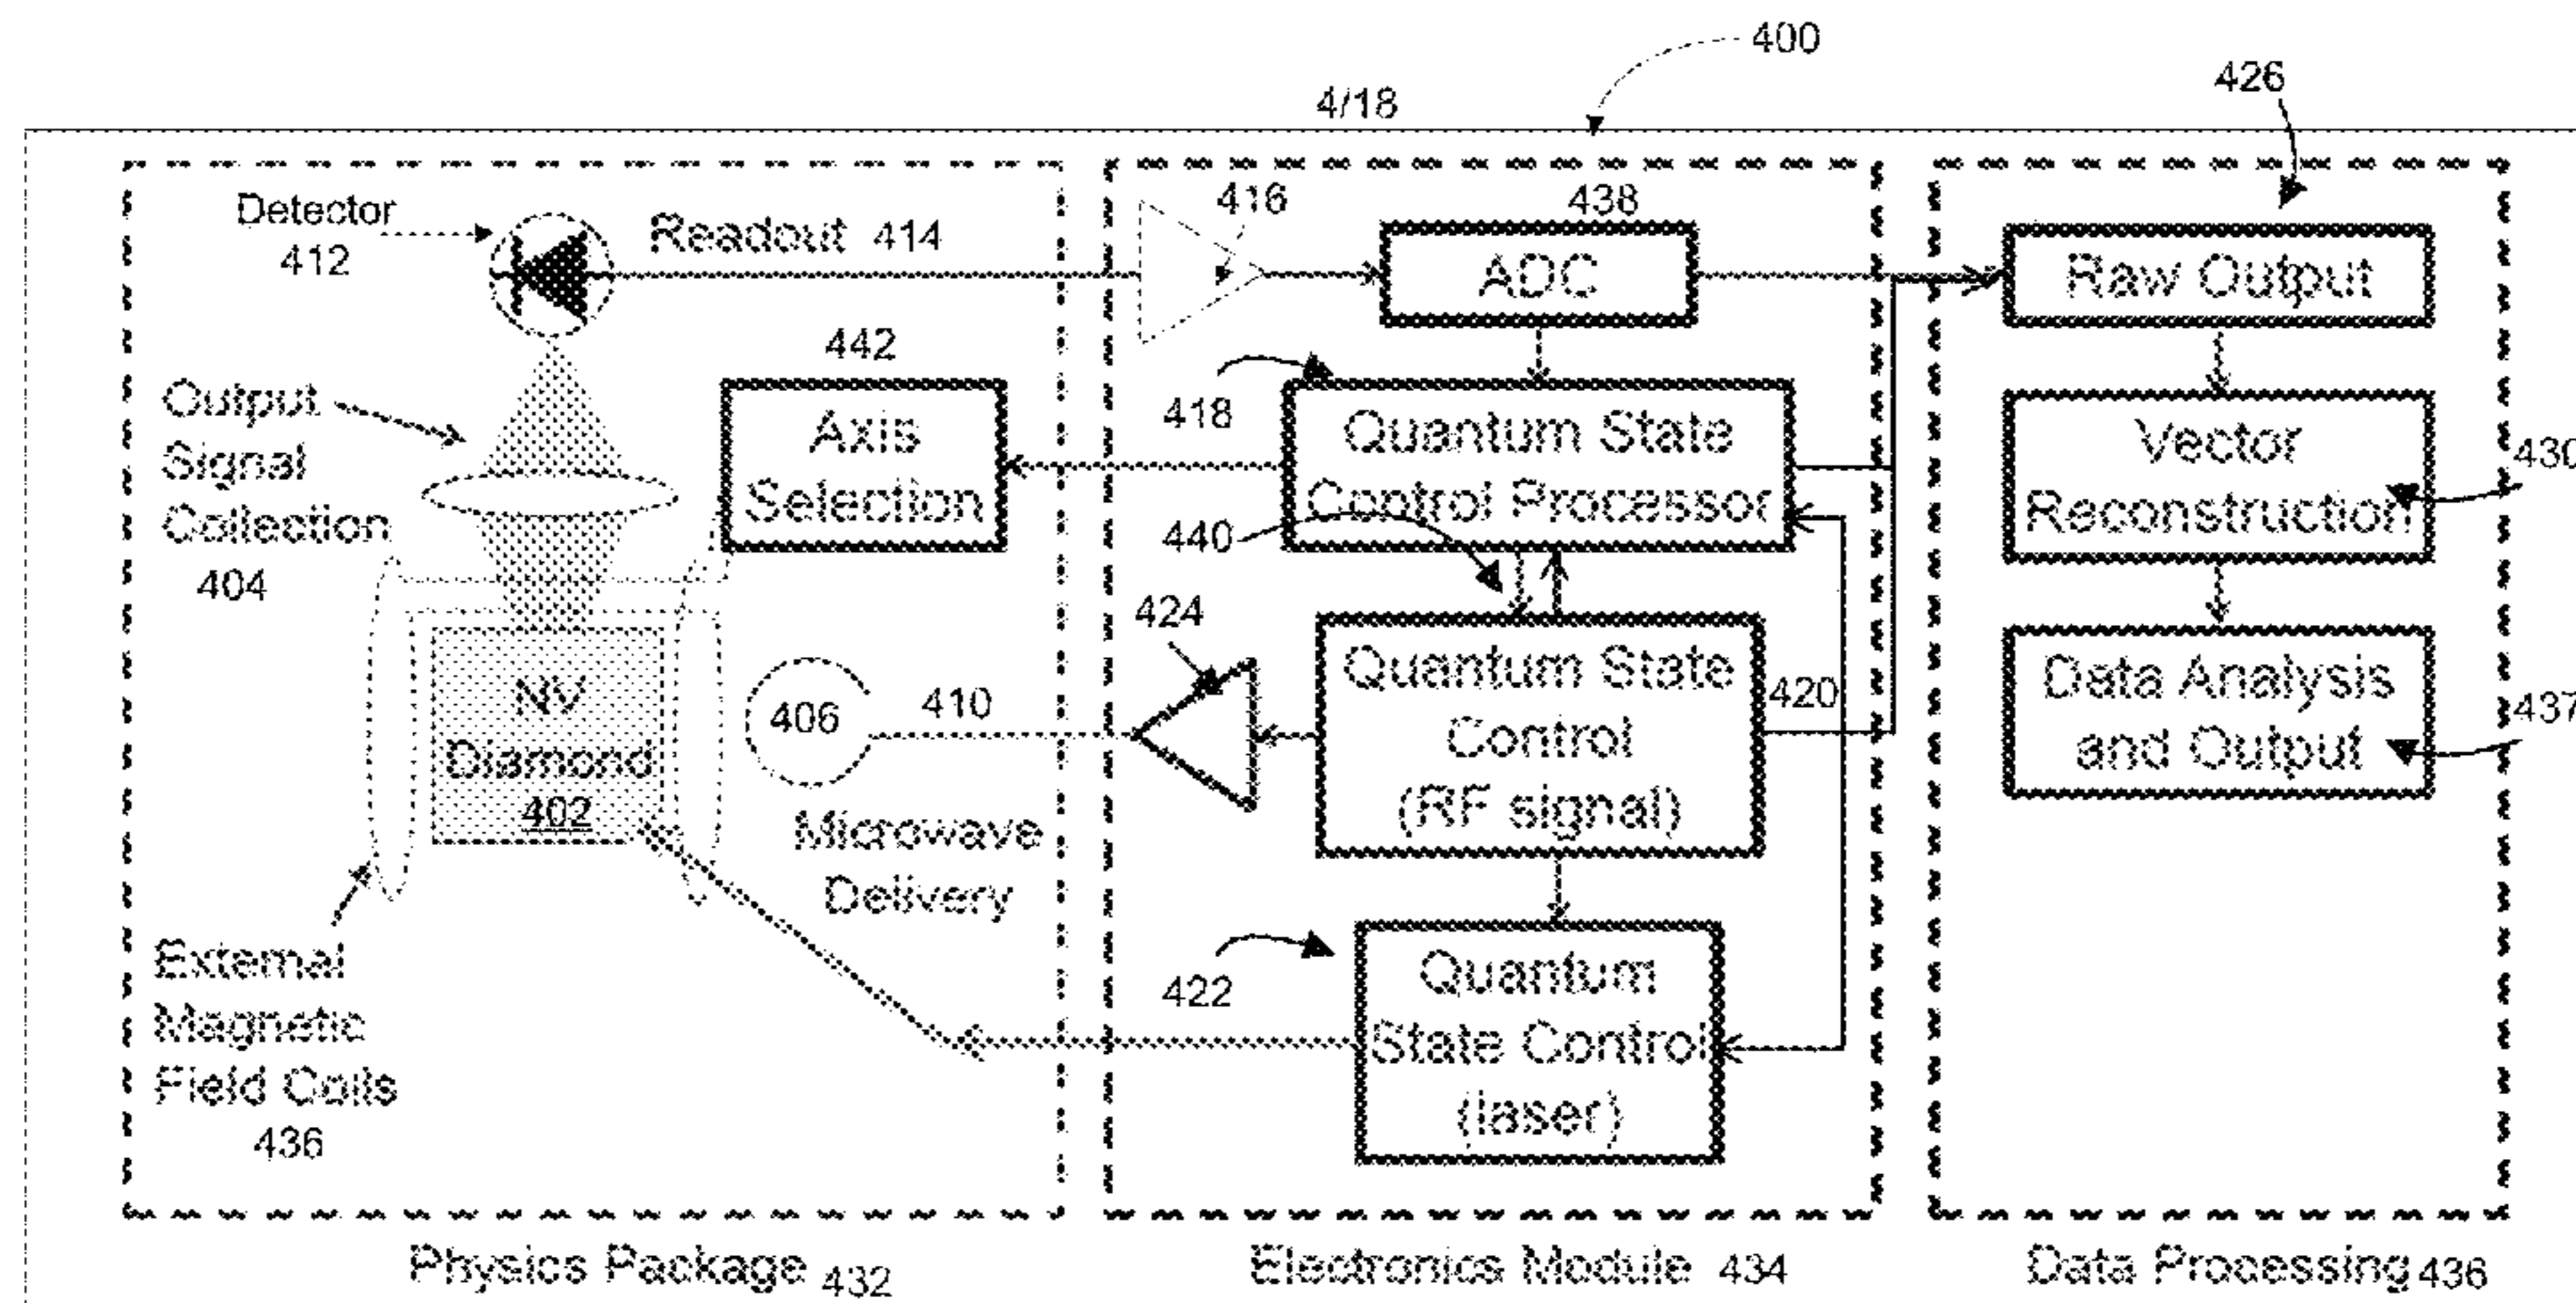 400
4/18
426
Detector
412
Readout 414
416
438
ADC
Raw Output
Output
Signal
Collection
404
442
Axis
Selection
418
Quantum State
Control Processor
440
Vector
Reconstruction
430
NV
Diamond
402
406
410
424
Microwave
Delivery
Quantum State
Control
(RF signal)
420
Data Analysis
and Output
437
External
Magnetic
Field Coils
436
422
Quantum
State Control
(laser)
Physics Package 432
Electronics Module 434
Data Processing 436